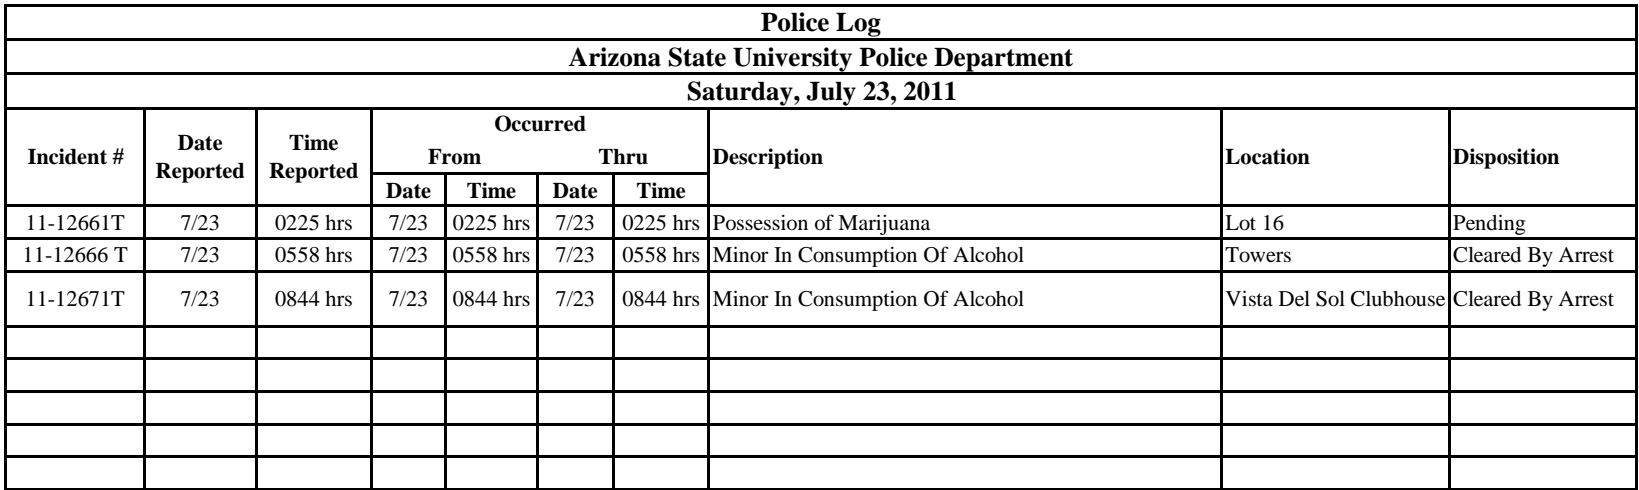 Police Log
Arizona State University Police Department
Saturday, July 23, 2011
Incident # Date Reported Time Reported Occurred Description Location Disposition
From Thru
Date Time Date Time
11-12661T 7/23 0225 hrs 7/23 0225 hrs 7/23 0225 hrs Possession of Marijuana Lot 16 Pending
11-12666 T 7/23 0558 hrs 7/23 0558 hrs 7/23 0558 hrs Minor In Consumption Of Alcohol Towers Cleared By Arrest
11-12671T 7/23 0844 hrs 7/23 0844 hrs 7/23 0844 hrs Minor In Consumption Of Alcohol Vista Del Sol Clubhouse Cleared By Arrest